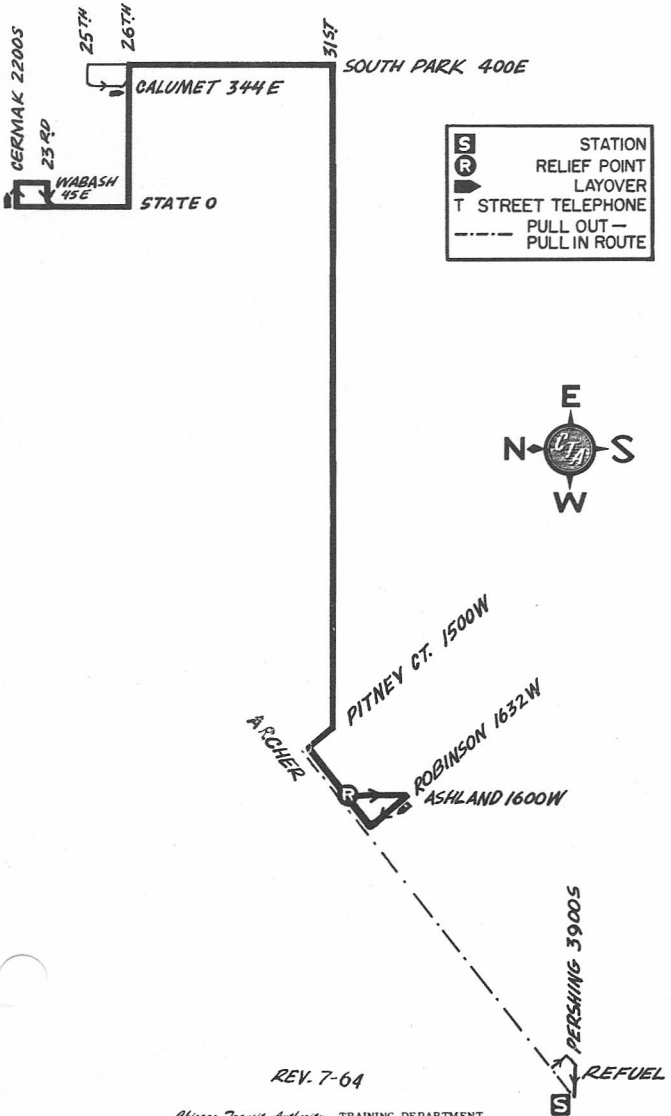 25TH
26TH
31ST
CERMAK 2200S
23 RD
SOUTH PARK 400E
CALUMET 344E
WABASH
45E
STATE 0
S STATION
R RELIEF POINT
LAYOVER
T STREET TELEPHONE
PULL OUT —
PULL IN ROUTE
E
N CTA S
W
PITNEY CT. 1500W
ARCHER
ROBINSON 1632W
R
ASHLAND 1600W
PERSHING 3900S
REFUEL
S
REV. 7-64
Chicago Transit Authority TRAINING DEPARTMENT